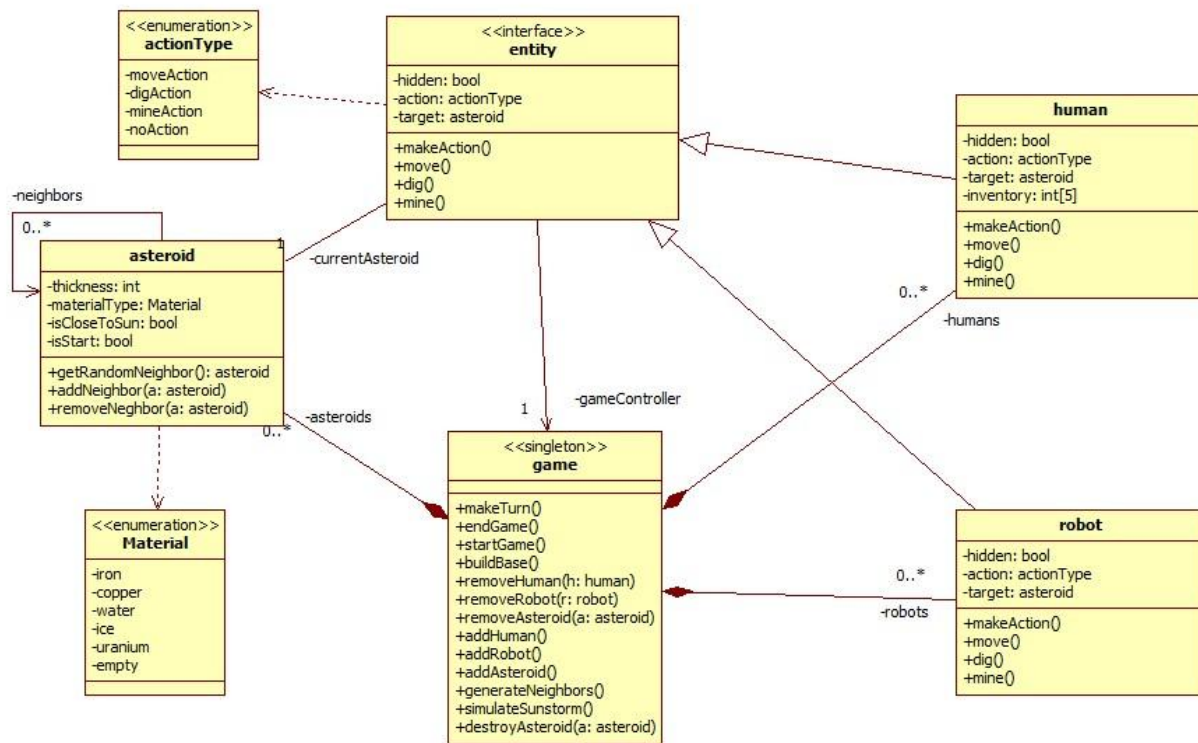 <<enumeration>>
actionType
-moveAction
-digAction
-mineAction
-noAction
<<interface>>
entity
-hidden: bool
-action: actionType
-target: asteroid
+makeAction()
+move()
+dig()
+mine()
human
-hidden: bool
-action: actionType
-target: asteroid
-inventory: int[5]
+makeAction()
+move()
+dig()
+mine()
-neighbors
0..*
asteroid
-thickness: int
-materialType: Material
-isCloseToSun: bool
-isStart: bool
+getRandomNeighbor(): asteroid
+addNeighbor(a: asteroid)
+removeNeghbor(a: asteroid)
1
-currentAsteroid
0..*
-humans
-asteroids
0..*
1
-gameController
<<singleton>>
game
+makeTurn()
+endGame()
+startGame()
+buildBase()
+removeHuman(h: human)
+removeRobot(r: robot)
+removeAsteroid(a: asteroid)
+addHuman()
+addRobot()
+addAsteroid()
+generateNeighbors()
+simulateSunstorm()
+destroyAsteroid(a: asteroid)
<<enumeration>>
Material
-iron
-copper
-water
-ice
-uranium
-empty
0..*
-robots
robot
-hidden: bool
-action: actionType
-target: asteroid
+makeAction()
+move()
+dig()
+mine()